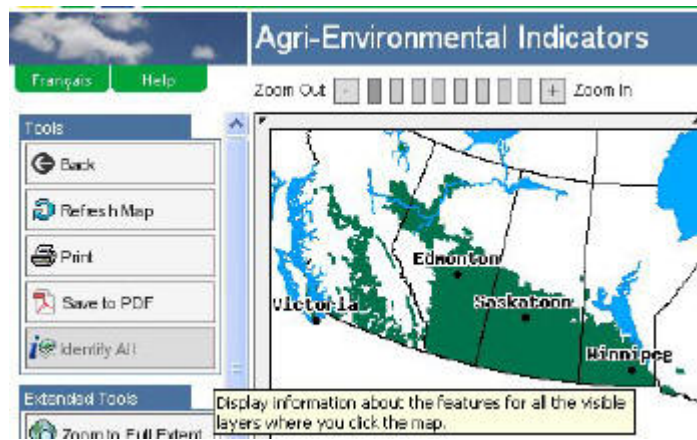 Agri-Environmental Indicators
Français Help
Zoom Out - + Zoom In
Tools
Back
Refresh Map
Print
Save to PDF
Identify All
Extended Tools
Zoom to Full Extent
Edmonton
Victoria
Saskatoon
Winnipeg
Display information about the features for all the visible
layers where you click the map.